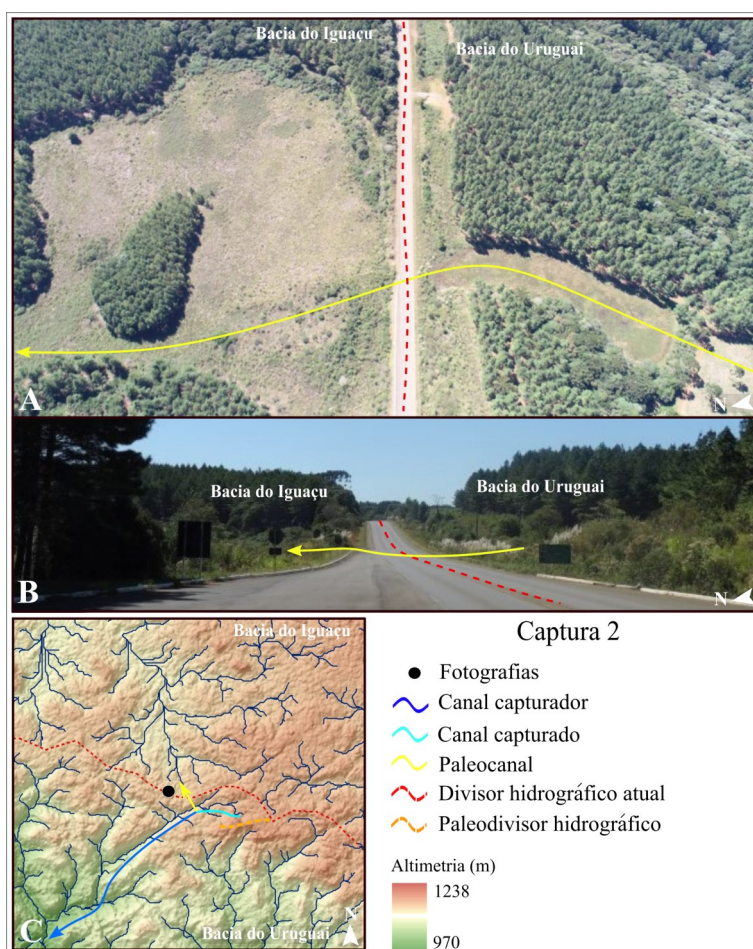 Bacia do Iguaçu
Bacia do Uruguai
A
N
Bacia do Iguaçu
Bacia do Uruguai
B
N
Bacia do Iguaçu
C
Bacia do Uruguai
N
Captura 2
Fotografias
Canal capturador
Canal capturado
Paleocanal
Divisor hidrográfico atual
Paleodivisor hidrográfico
Altimetria (m)
1238
970